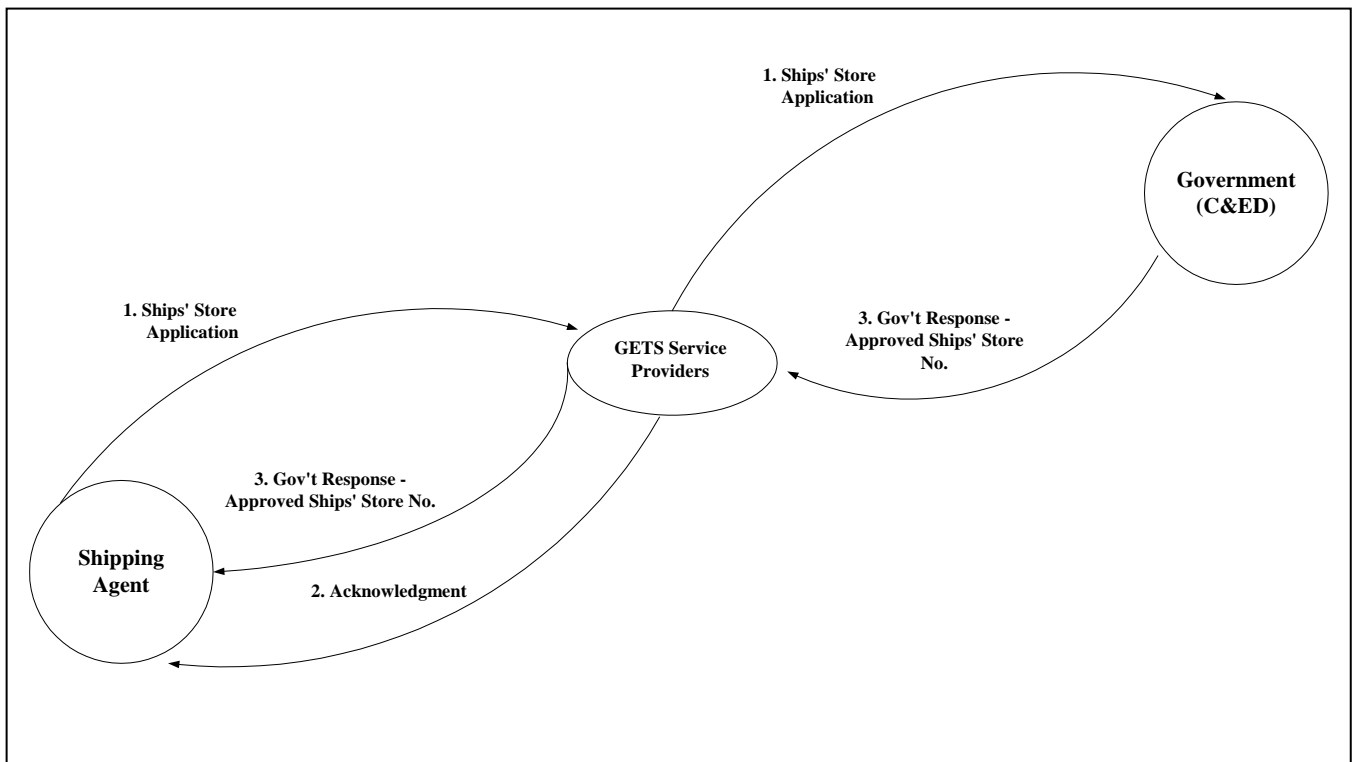 1. Ships' Store
Application
Government
(C&ED)
1. Ships' Store
Application
3. Gov't Response -
Approved Ships' Store
No.
GETS Service
Providers
3. Gov't Response -
Approved Ships' Store No.
Shipping
Agent
2. Acknowledgment